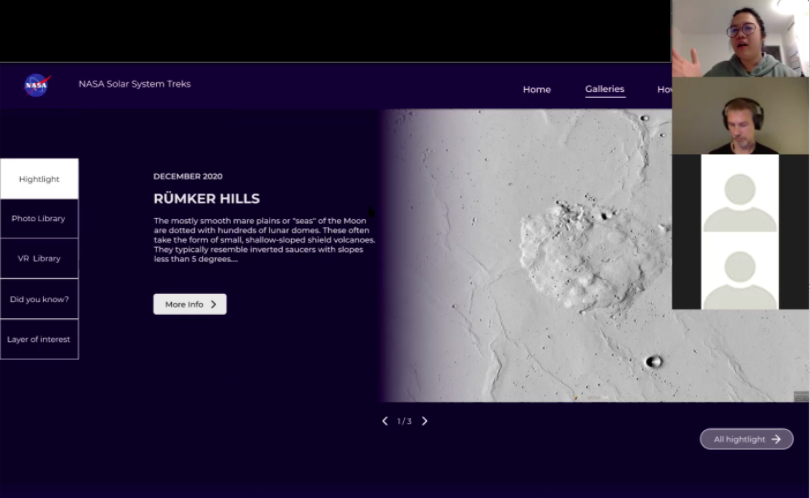 NASA
NASA Solar System Treks
Home
Galleries
Hightlight
Photo Library
VR Library
Did you know?
Layer of interest
DECEMBER 2020
RÜMKER HILLS
The mostly smooth mare plains or "seas" of the Moon
are dotted with hundreds of lunar domes. These often
take the form of small, shallow-sloped shield volcanoes.
They typically resemble inverted saucers with slopes
less than 5 degrees....
More Info
1/3
All hightlight